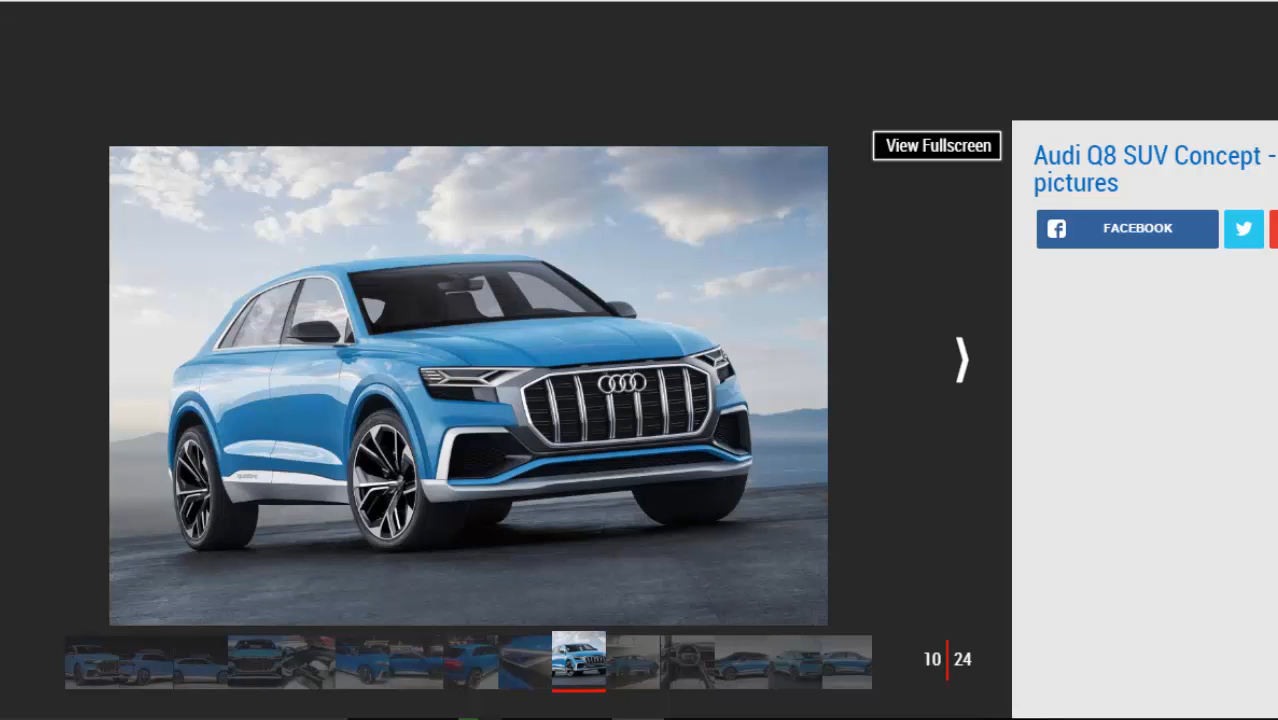 View Fullscreen
Audi Q8 SUV Concept -
pictures
FACEBOOK
10 24